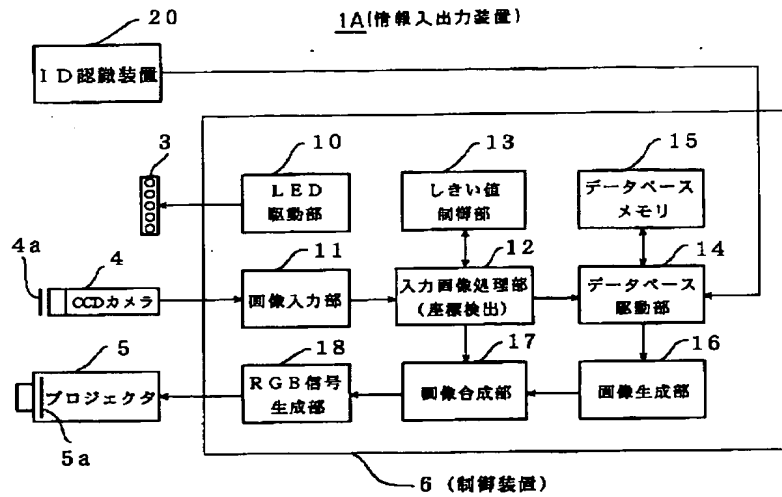 1A(情報入出力装置)
20
ID認識装置
3
10
LED
駆動部
13
しきい値
制御部
15
データベース
メモリ
4a
4
CCDカメラ
11
画像入力部
12
入力画像処理部
(座標検出)
14
データベース
駆動部
5
プロジェクタ
5a
18
RGB信号
生成部
17
画像合成部
16
画像生成部
6 (制御装置)